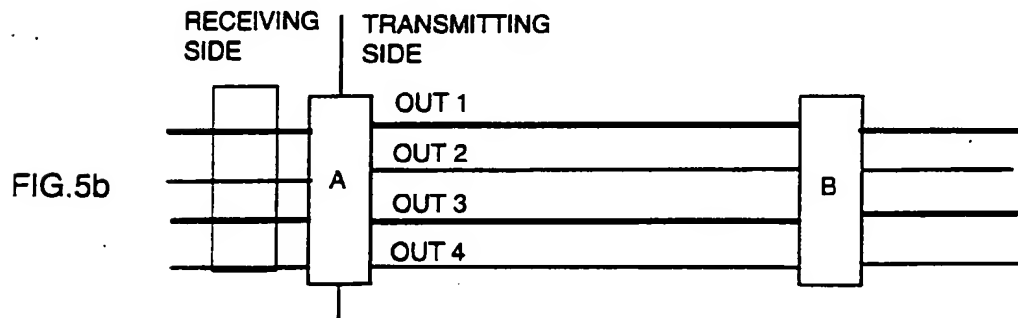 RECEIVING
SIDE
TRANSMITTING
SIDE
OUT 1
OUT 2
A
B
FIG.5b
OUT 3
OUT 4